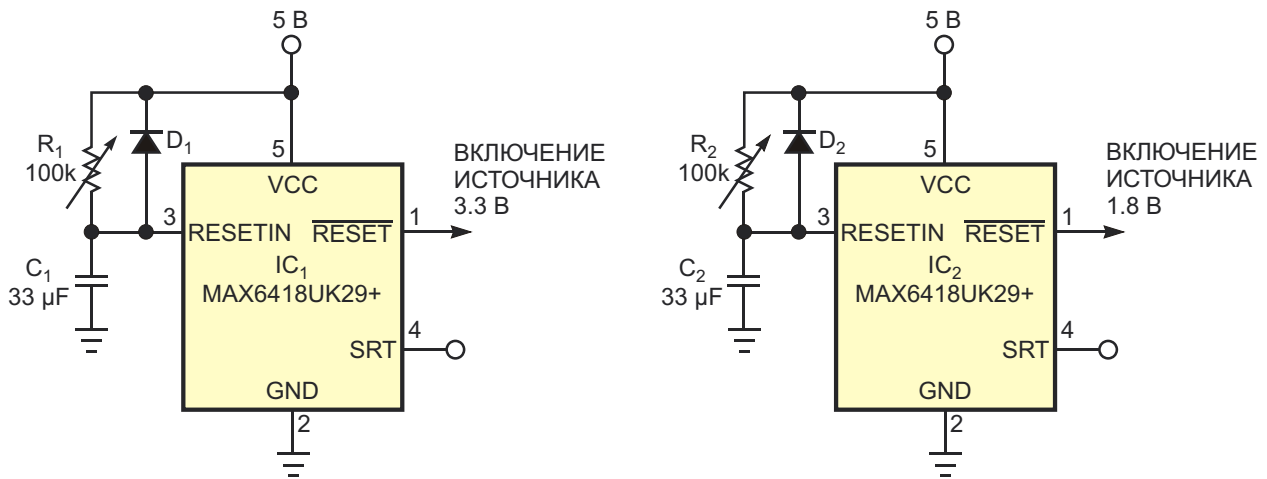 5 В
R1
100k
D1
5
VCC
3
RESETIN
RESET
1
ВКЛЮЧЕНИЕ
ИСТОЧНИКА
3.3 В
IC1
MAX6418UK29+
C1
33 µF
SRT
4
GND
2
5 В
R2
100k
D2
5
VCC
3
RESETIN
RESET
1
ВКЛЮЧЕНИЕ
ИСТОЧНИКА
1.8 В
IC2
MAX6418UK29+
C2
33 µF
SRT
4
GND
2